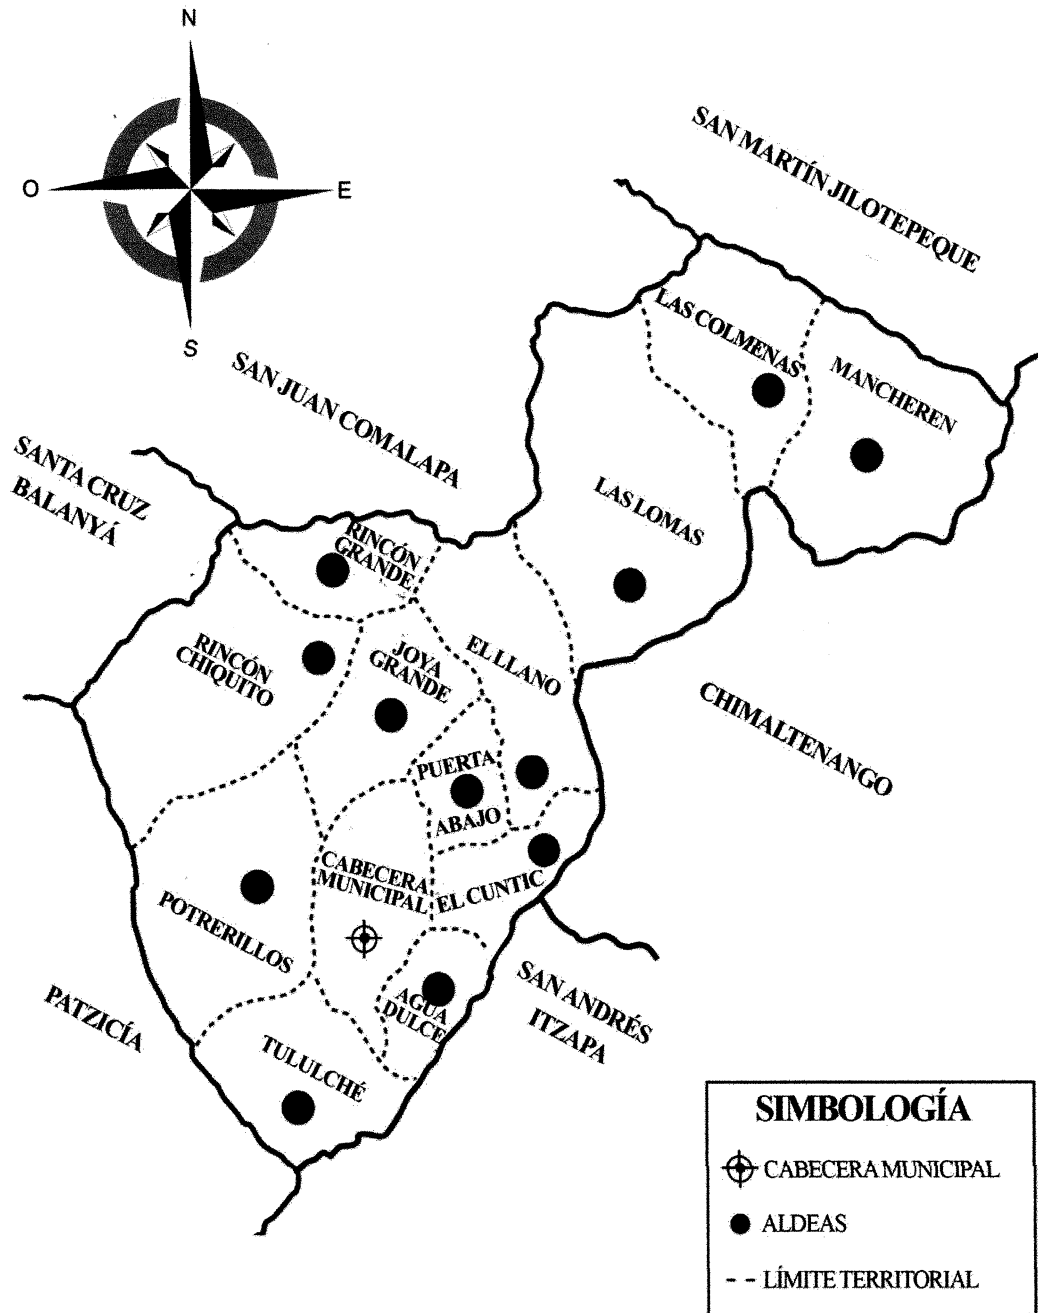 N
O
E
S
SAN MARTÍN JILOTEPEQUE
LAS COLMENAS
MANCHEREN
SAN JUAN COMALAPA
SANTA CRUZ
BALANYÁ
LAS LOMAS
RINCÓN
GRANDE
RINCÓN
CHIQUITO
JOYA
GRANDE
EL LLANO
CHIMALTENANGO
PUERTA
ABAJO
CABECERA
MUNICIPAL
EL CUNTIC
POTRERILLOS
PATZICÍA
AGUA
DULCE
SAN ANDRÉS
ITZAPA
TULULCHÉ
SIMBOLOGÍA
CABECERA MUNICIPAL
ALDEAS
LÍMITE TERRITORIAL